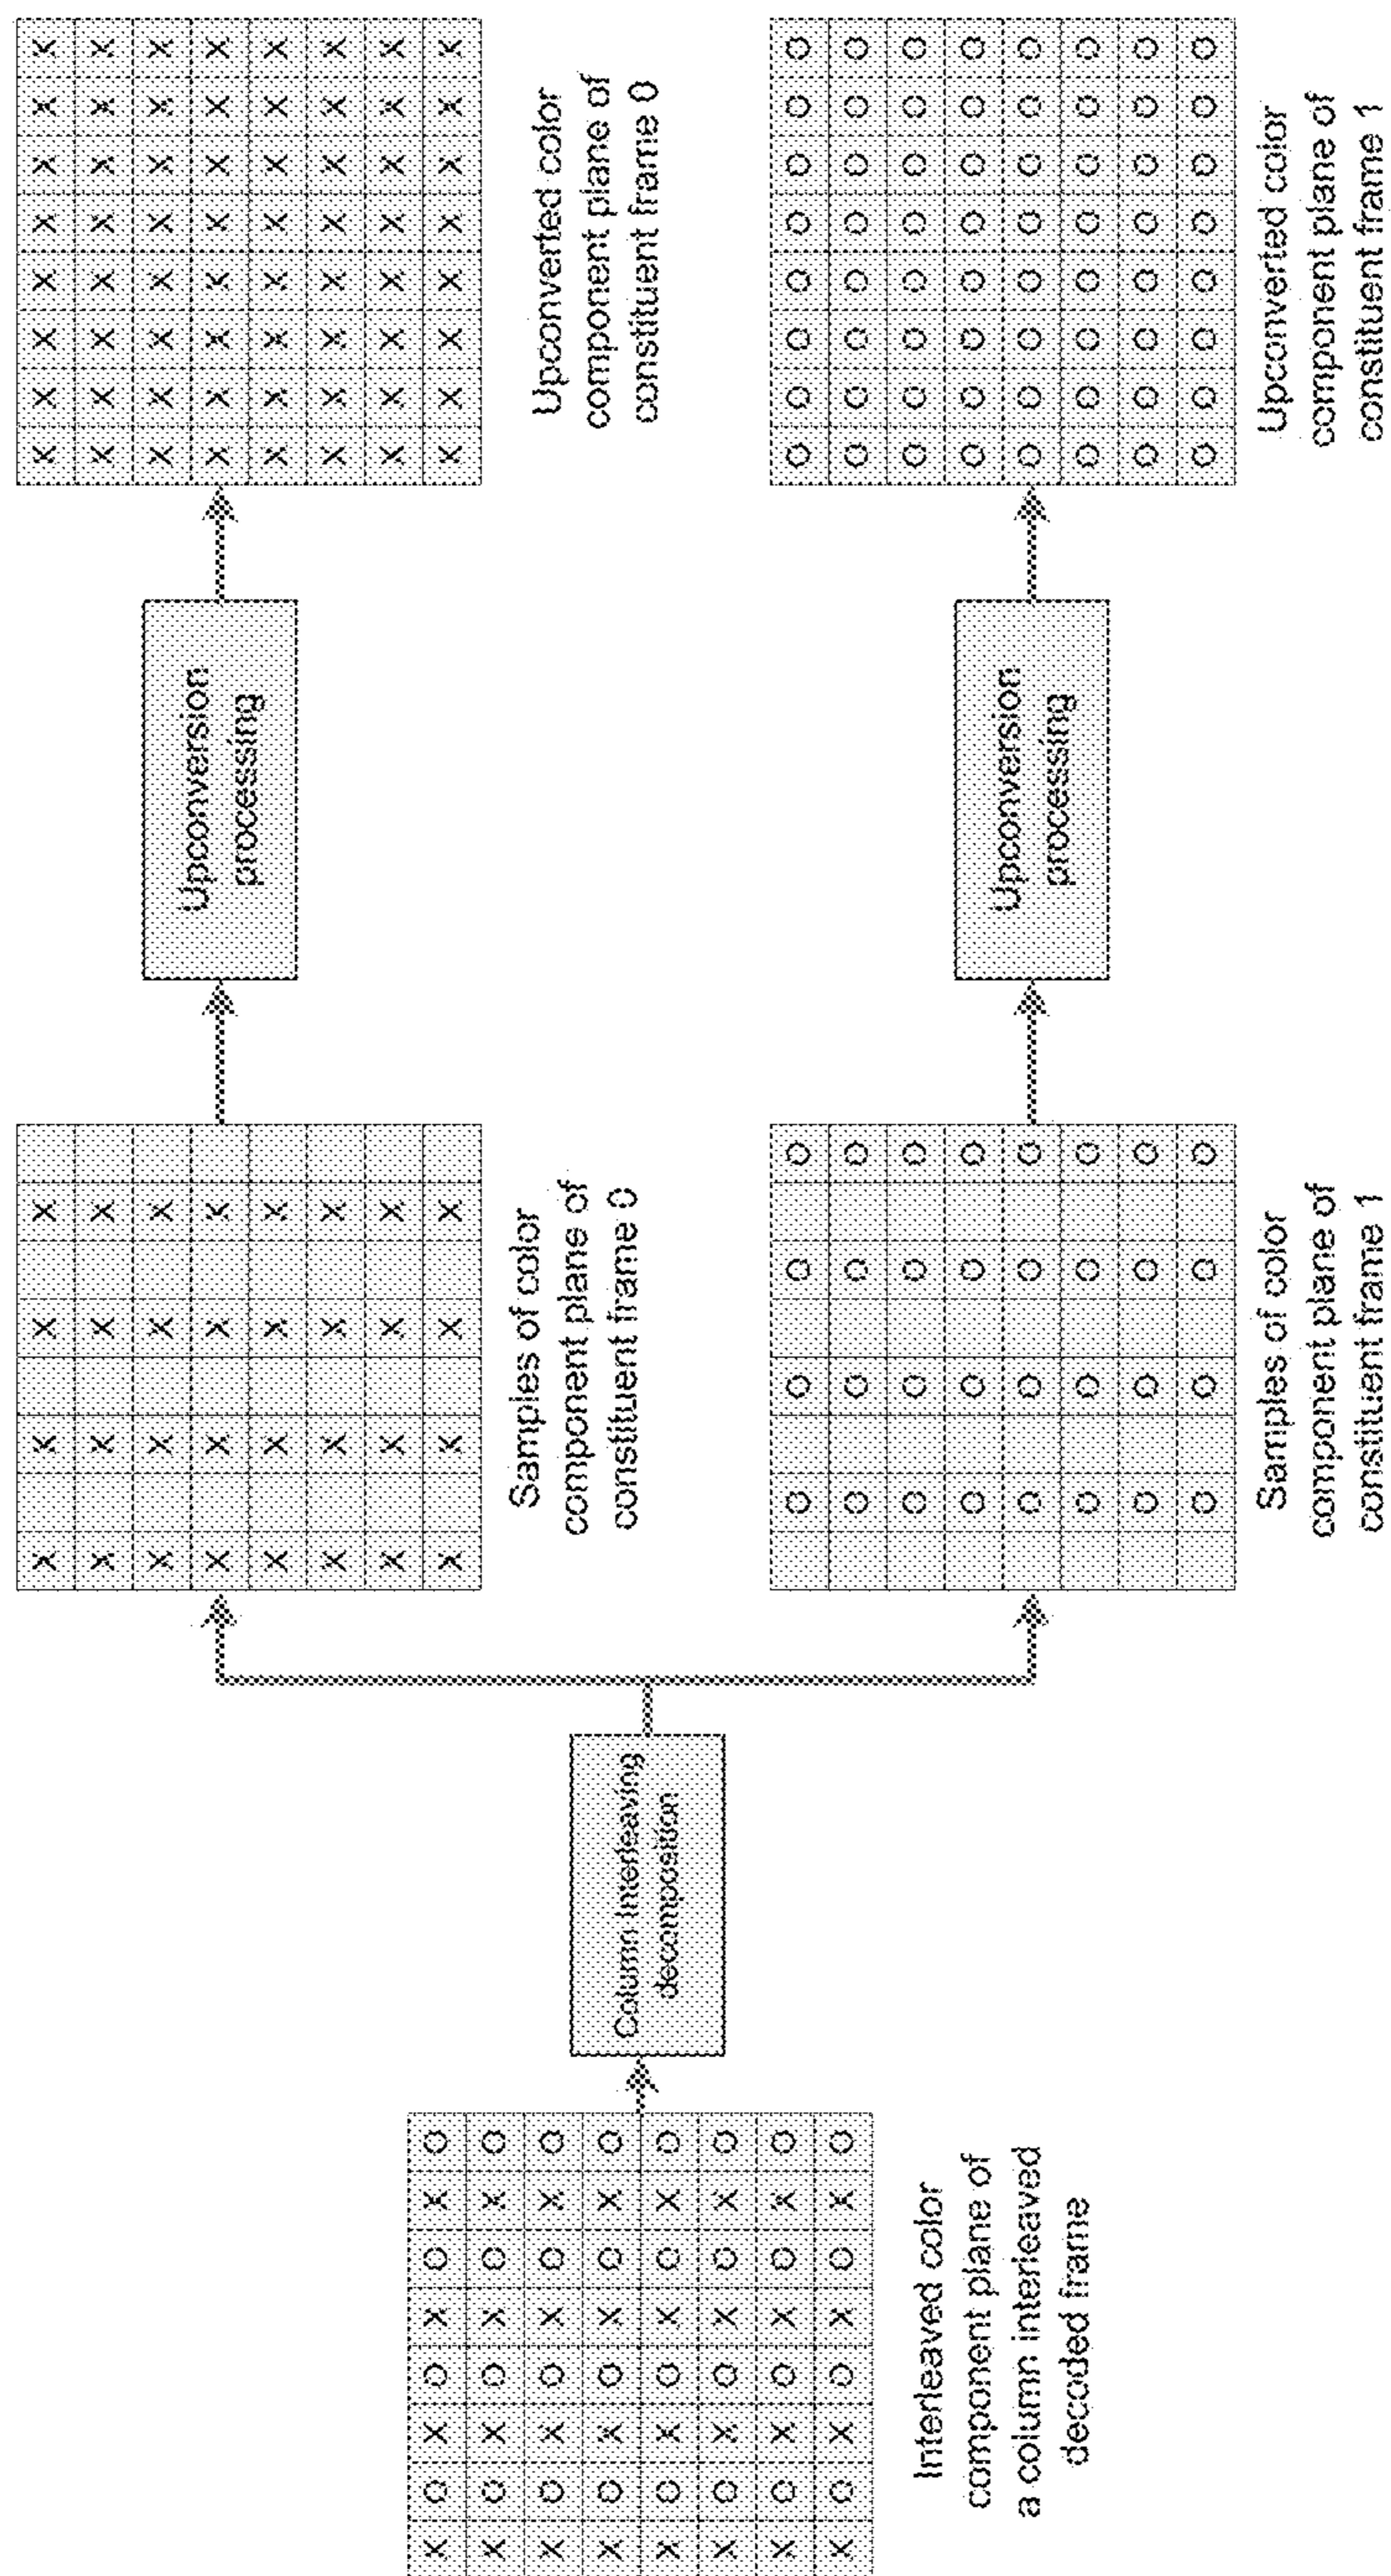 Interleaved color
component plane of
a column interleaved
decoded frame
Column Interleaving
decomposition
Samples of color
component plane of
constituent frame 0
Upconversion
processing
Upconverted color
component plane of
constituent frame 0
Samples of color
component plane of
constituent frame 1
Upconversion
processing
Upconverted color
component plane of
constituent frame 1